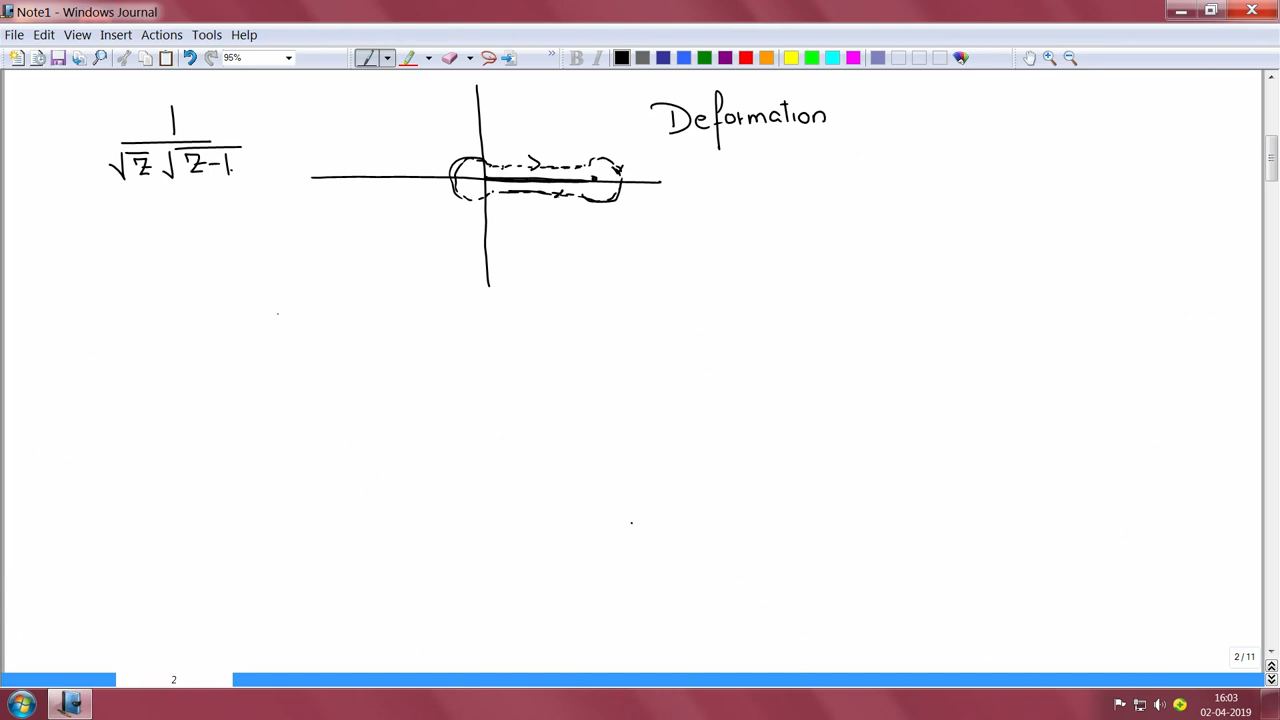 Note1 - Windows Journal
File Edit View Insert Actions Tools Help
95%
B I
1
√z √z-1
Deformation
2 / 11
2
16:03
02-04-2019